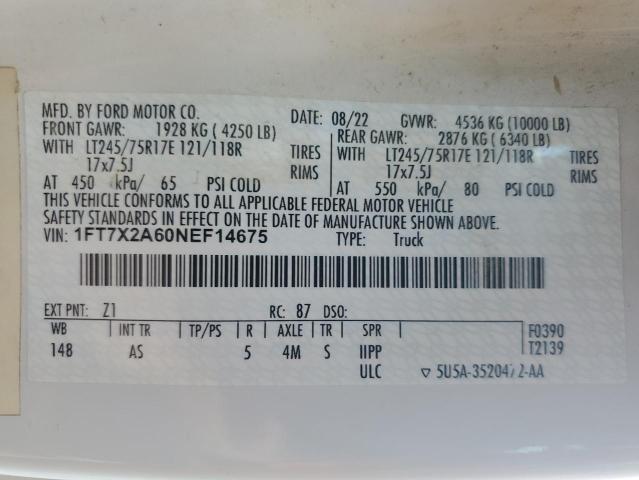 MFD. BY FORD MOTOR CO.
DATE: 08/22 GVWR: 4536 KG (10000 LB)
FRONT GAWR: 1928 KG ( 4250 LB)
REAR GAWR: 2876 KG ( 6340 LB)
WITH LT245/75R17E 121/118R TIRES
WITH LT245/75R17E 121/118R TIRES
17x7.5J RIMS
17x7.5J RIMS
AT 450 kPa/ 65 PSI COLD
AT 550 kPa/ 80 PSI COLD
THIS VEHICLE CONFORMS TO ALL APPLICABLE FEDERAL MOTOR VEHICLE
SAFETY STANDARDS IN EFFECT ON THE DATE OF MANUFACTURE SHOWN ABOVE.
VIN: 1FT7X2A60NEF14675 TYPE: Truck
EXT PNT: Z1 RC: 87 DSO:
WB INT TR TP/PS R AXLE TR SPR F0390
148 AS 5 4M S IIPP T2139
ULC ▽ 5U5A-3520472-AA